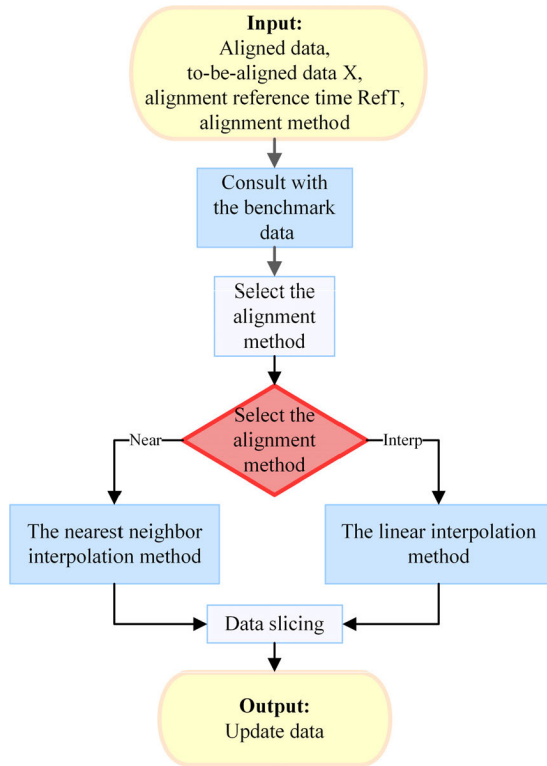 Input:
Aligned data,
to-be-aligned data X,
alignment reference time RefT,
alignment method
Consult with
the benchmark
data
Select the
alignment
method
Select the
alignment
method
Near
Interp
The nearest neighbor
interpolation method
The linear interpolation
method
Data slicing
Output:
Update data